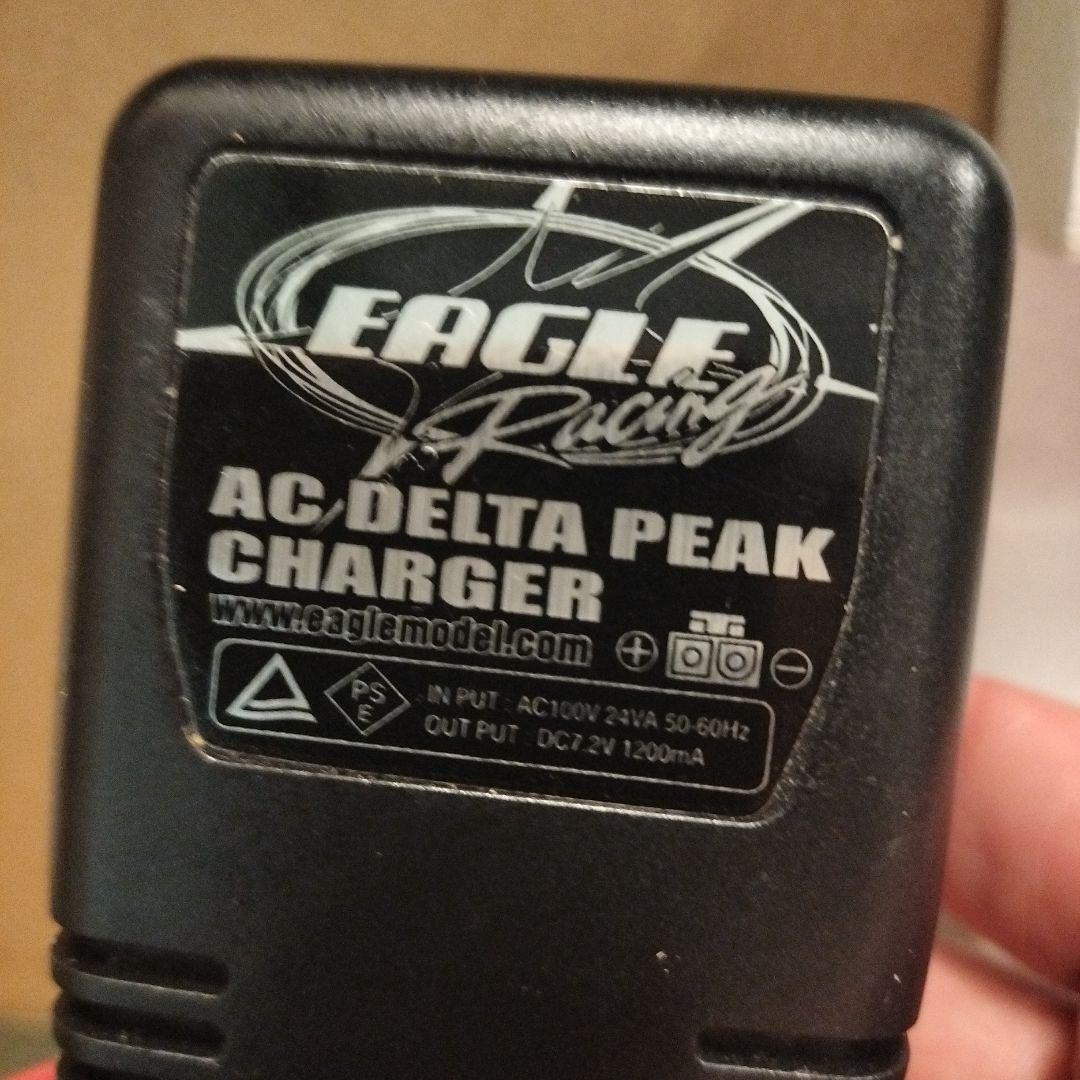 EAGLE
Racing
AC DELTA PEAK
CHARGER
www.eaglemodel.com
+ -
PS
E
IN PUT : AC100V 24VA 50-60Hz
OUT PUT : DC7.2V 1200mA